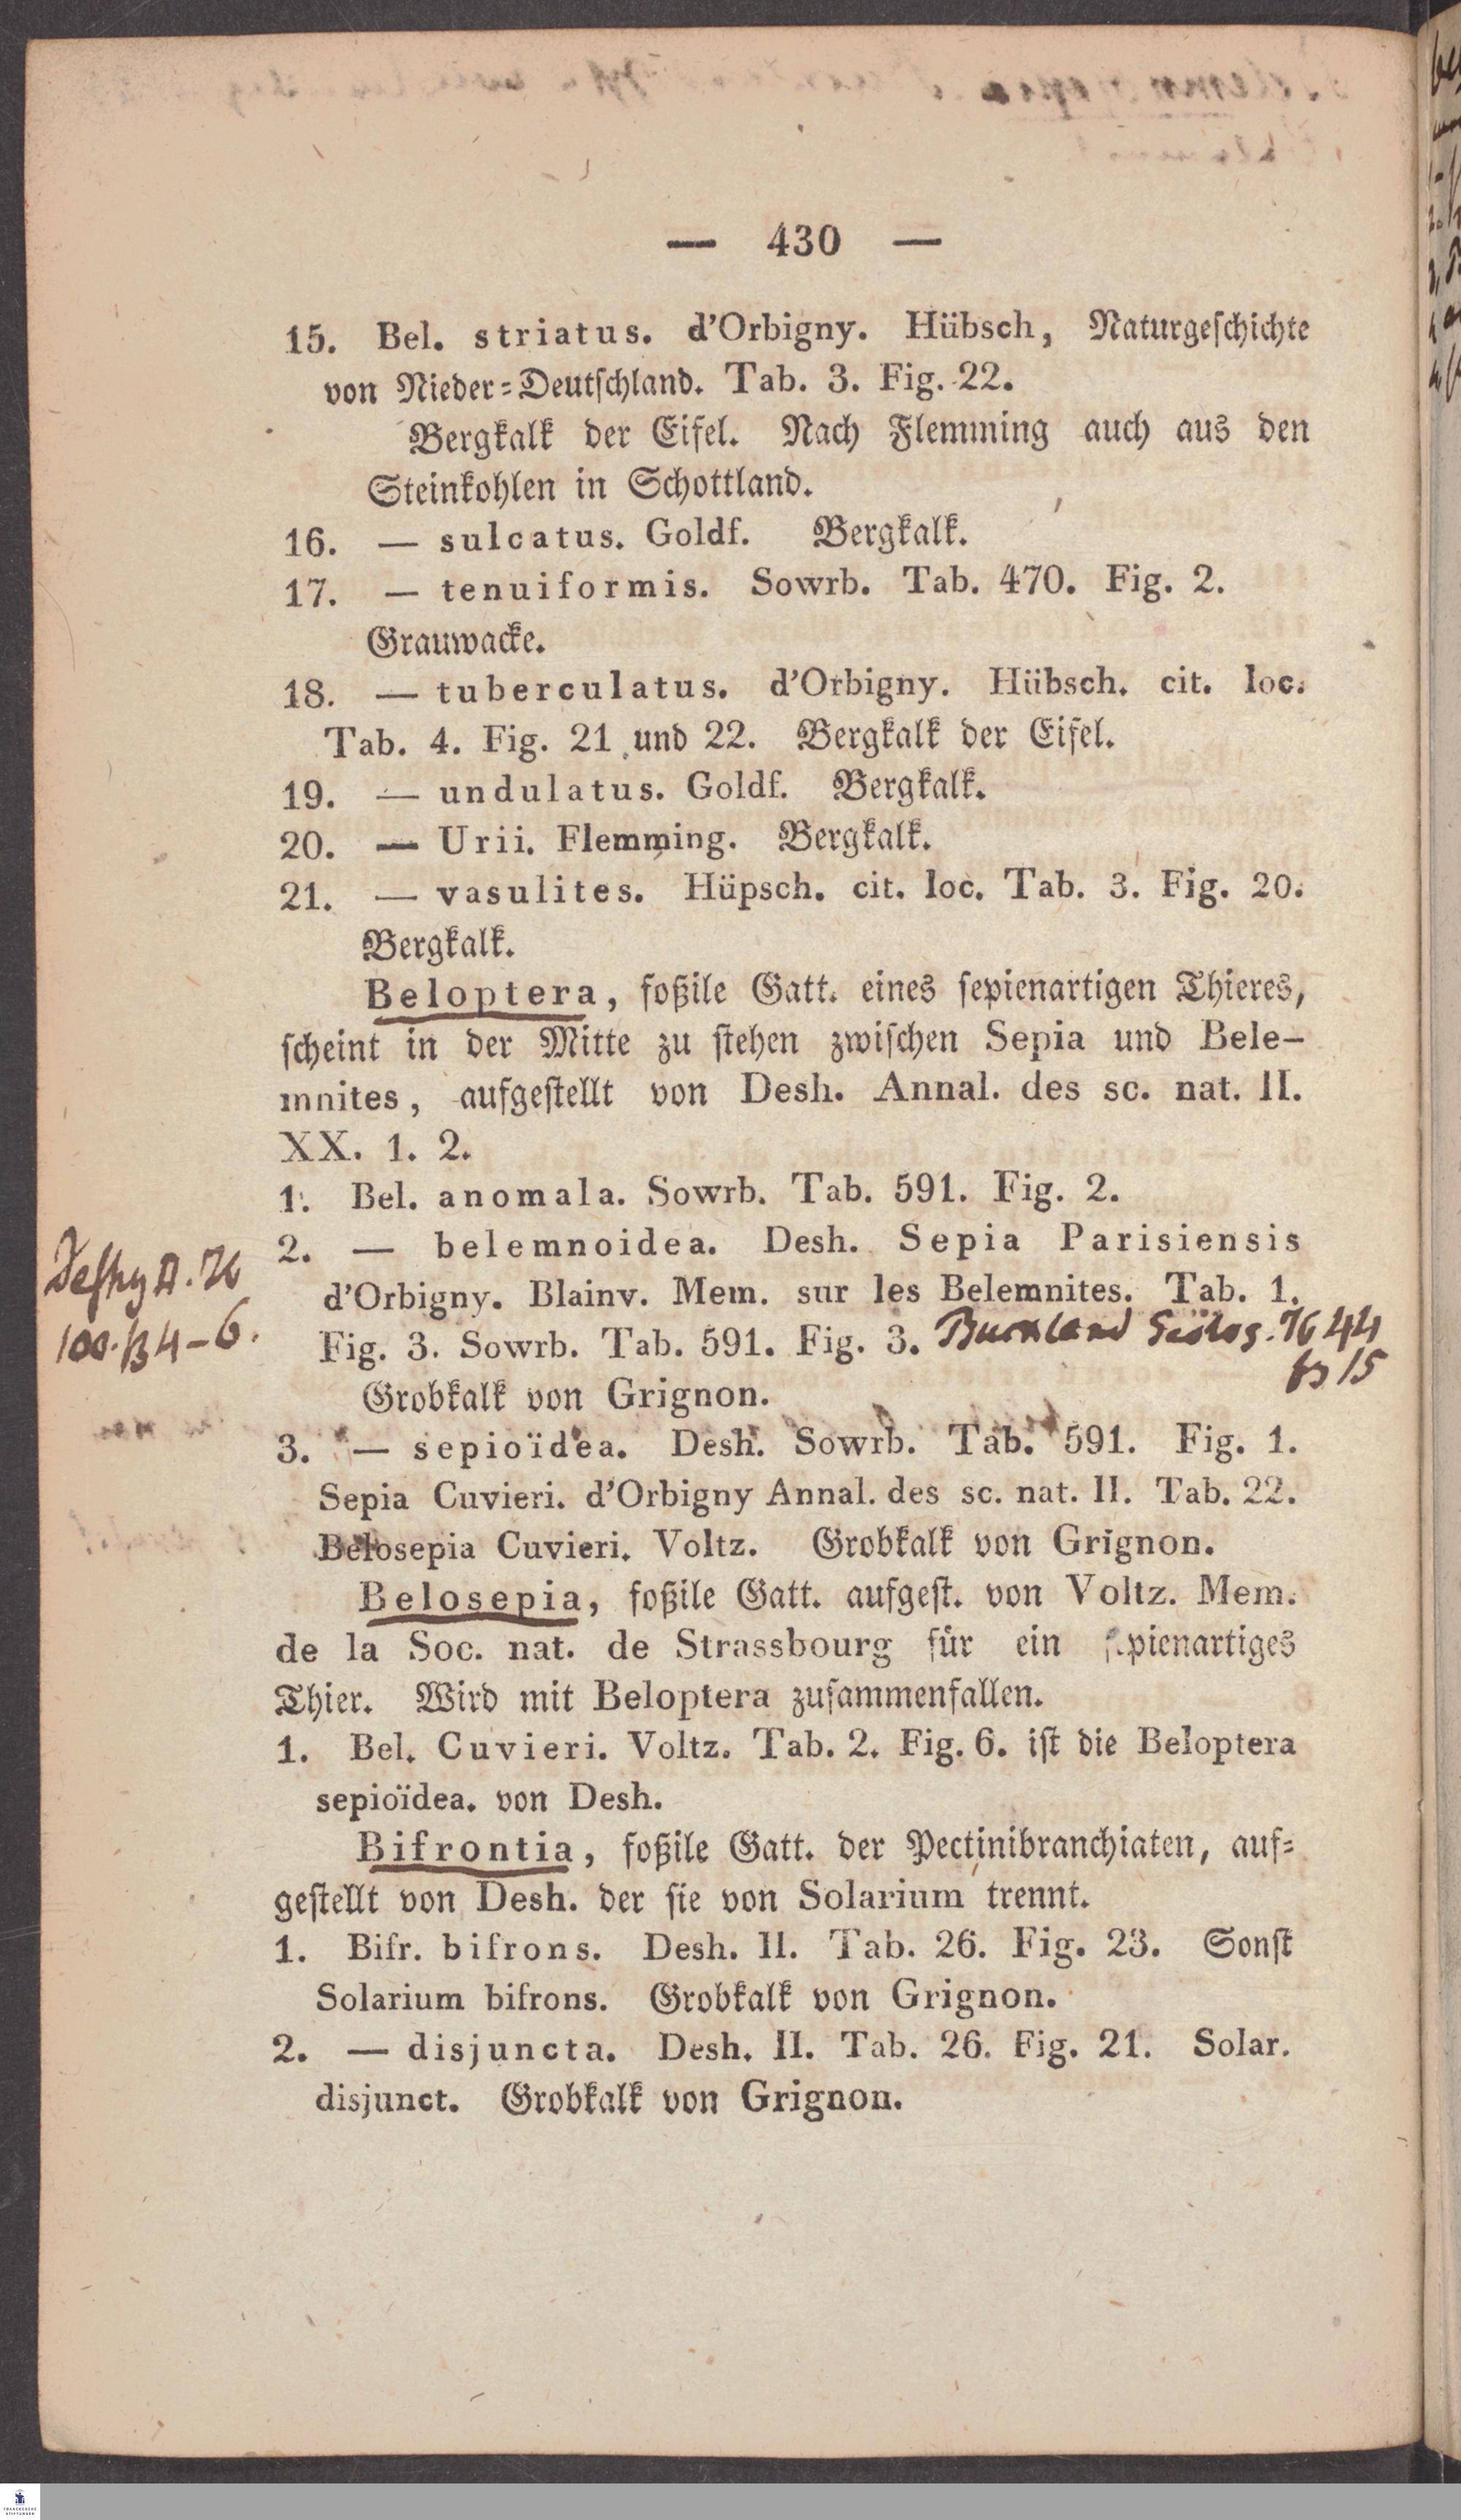 — 430 —
15. Bel. striatus. d'Orbigny. Hübsch, Naturgeſchichte
von Nieder-Deutſchland. Tab. 3. Fig. 22.
Bergkalk der Eifel. Nach Flemming auch aus den
Steinkohlen in Schottland.
16. — sulcatus. Goldf. Bergkalk.
17. — tenuiformis. Sowrb. Tab. 470. Fig. 2.
Grauwacke.
18. — tuberculatus. d'Orbigny. Hübsch. cit. loc.
Tab. 4. Fig. 21 und 22. Bergkalk der Eifel.
19. — undulatus. Goldf. Bergkalk.
20. — Urii. Flemming. Bergkalk.
21. — vasulites. Hüpsch. cit. loc. Tab. 3. Fig. 20.
Bergkalk.
Beloptera, foßile Gatt. eines ſepienartigen Thieres,
ſcheint in der Mitte zu ſtehen zwiſchen Sepia und Bele-
mnites, aufgeſtellt von Desh. Annal. des sc. nat. II.
XX. 1. 2.
1. Bel. anomala. Sowrb. Tab. 591. Fig. 2.
2. — belemnoidea. Desh. Sepia Parisiensis
d'Orbigny. Blainv. Mem. sur les Belemnites. Tab. 1.
100. 4–6.
Fig. 3. Sowrb. Tab. 591. Fig. 3. 44
15
Grobkalk von Grignon.
3. — sepioïdea. Desh. Sowrb. Tab. 591. Fig. 1.
Sepia Cuvieri. d'Orbigny Annal. des sc. nat. II. Tab. 22.
Belosepia Cuvieri. Voltz. Grobkalk von Grignon.
Belosepia, foßile Gatt. aufgeſt. von Voltz. Mem.
de la Soc. nat. de Strassbourg für ein ſepienartiges
Thier. Wird mit Beloptera zuſammenfallen.
1. Bel. Cuvieri. Voltz. Tab. 2. Fig. 6. iſt die Beloptera
sepioïdea. von Desh.
Bifrontia, foßile Gatt. der Pectinibranchiaten, auf-
geſtellt von Desh. der ſie von Solarium trennt.
1. Bifr. bifrons. Desh. II. Tab. 26. Fig. 23. Sonſt
Solarium bifrons. Grobkalk von Grignon.
2. — disjuncta. Desh. II. Tab. 26. Fig. 21. Solar.
disjunct. Grobkalk von Grignon.
FRANCKESCHE
STIFTUNGEN